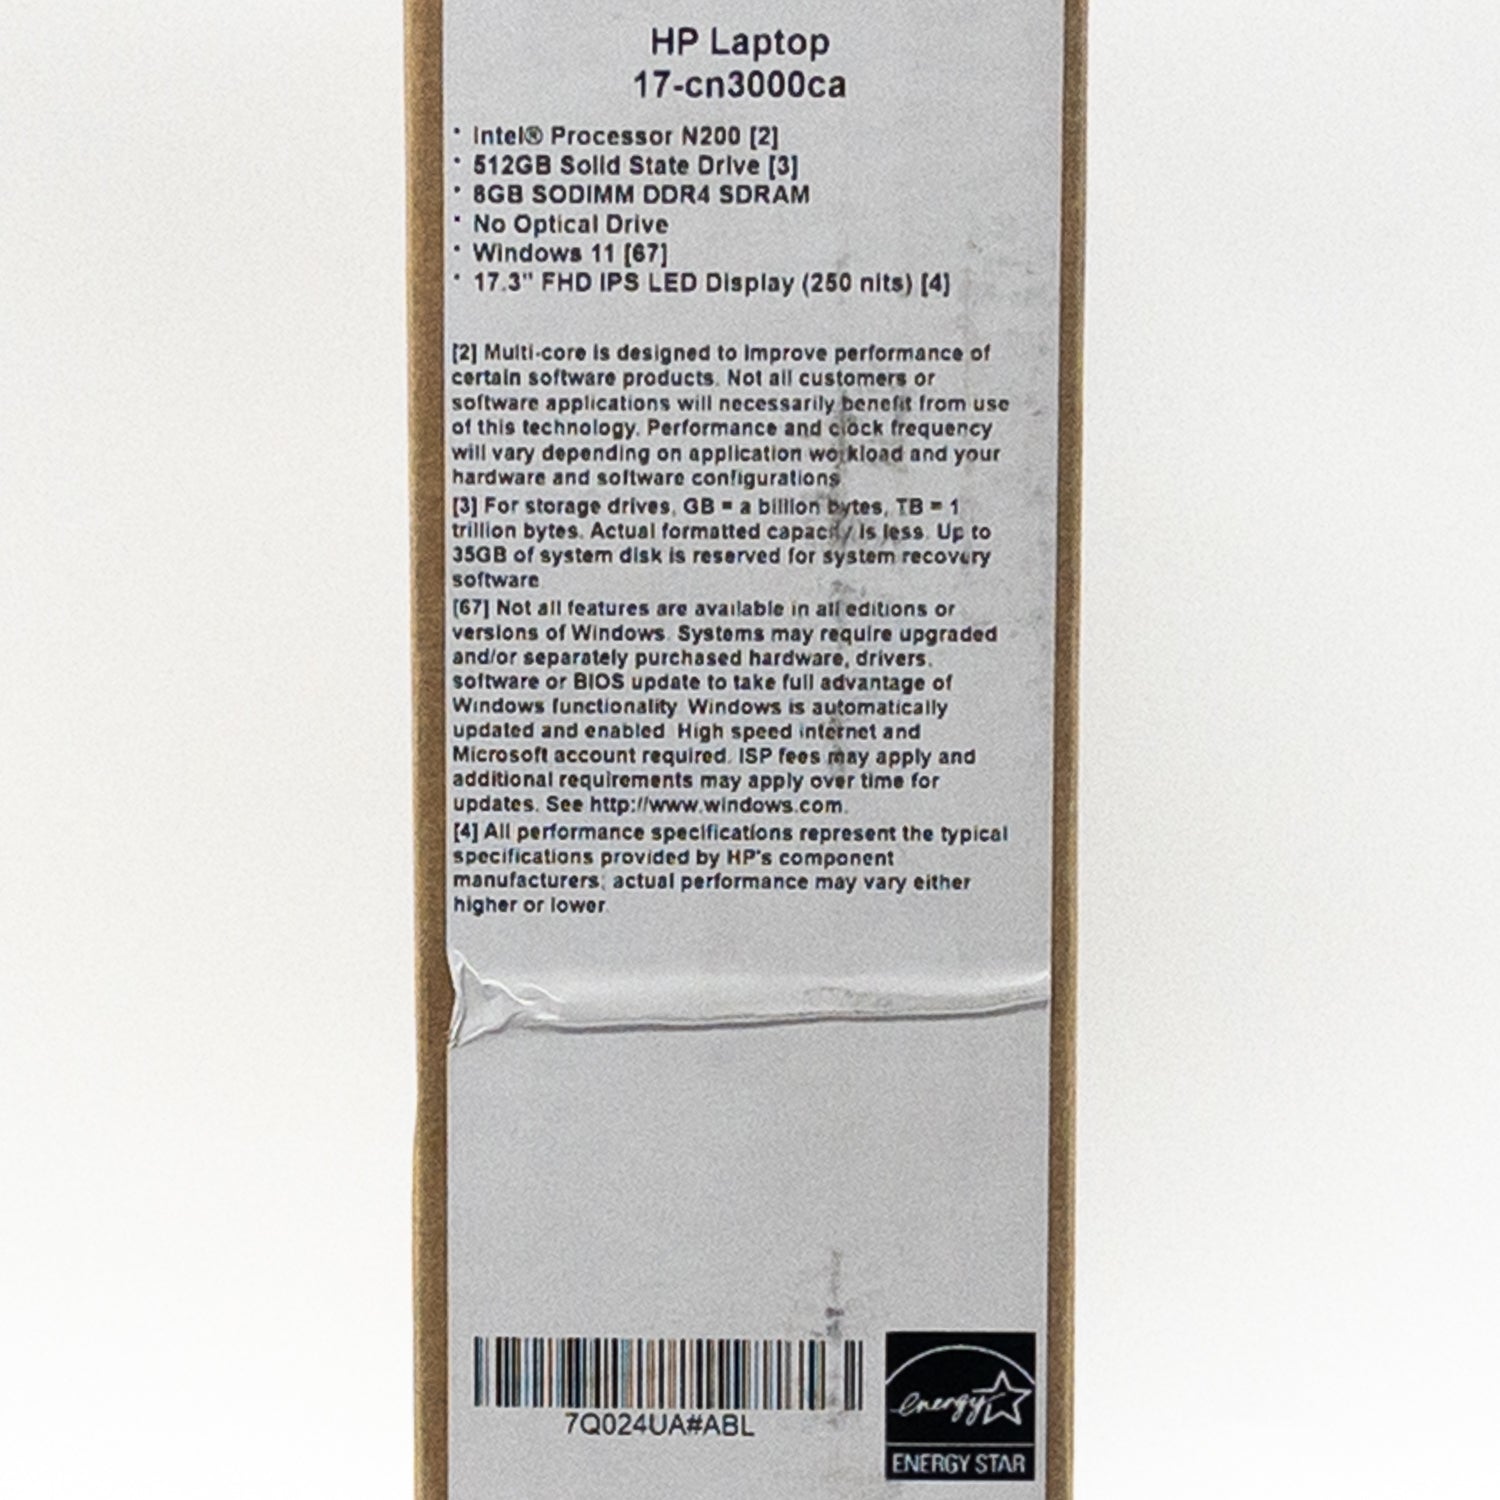 HP Laptop
17-cn3000ca
• Intel® Processor N200 [2]
• 512GB Solid State Drive [3]
• 8GB SODIMM DDR4 SDRAM
• No Optical Drive
• Windows 11 [67]
• 17.3" FHD IPS LED Display (250 nits) [4]
[2] Multi-core is designed to improve performance of
certain software products. Not all customers or
software applications will necessarily benefit from use
of this technology. Performance and clock frequency
will vary depending on application workload and your
hardware and software configurations
[3] For storage drives, GB = a billion bytes, TB = 1
trillion bytes. Actual formatted capacity is less. Up to
35GB of system disk is reserved for system recovery
software
[67] Not all features are available in all editions or
versions of Windows. Systems may require upgraded
and/or separately purchased hardware, drivers,
software or BIOS update to take full advantage of
Windows functionality Windows is automatically
updated and enabled High speed internet and
Microsoft account required. ISP fees may apply and
additional requirements may apply over time for
updates. See http://www.windows.com.
[4] All performance specifications represent the typical
specifications provided by HP's component
manufacturers; actual performance may vary either
higher or lower.
7Q024UA#ABL
energy
ENERGY STAR